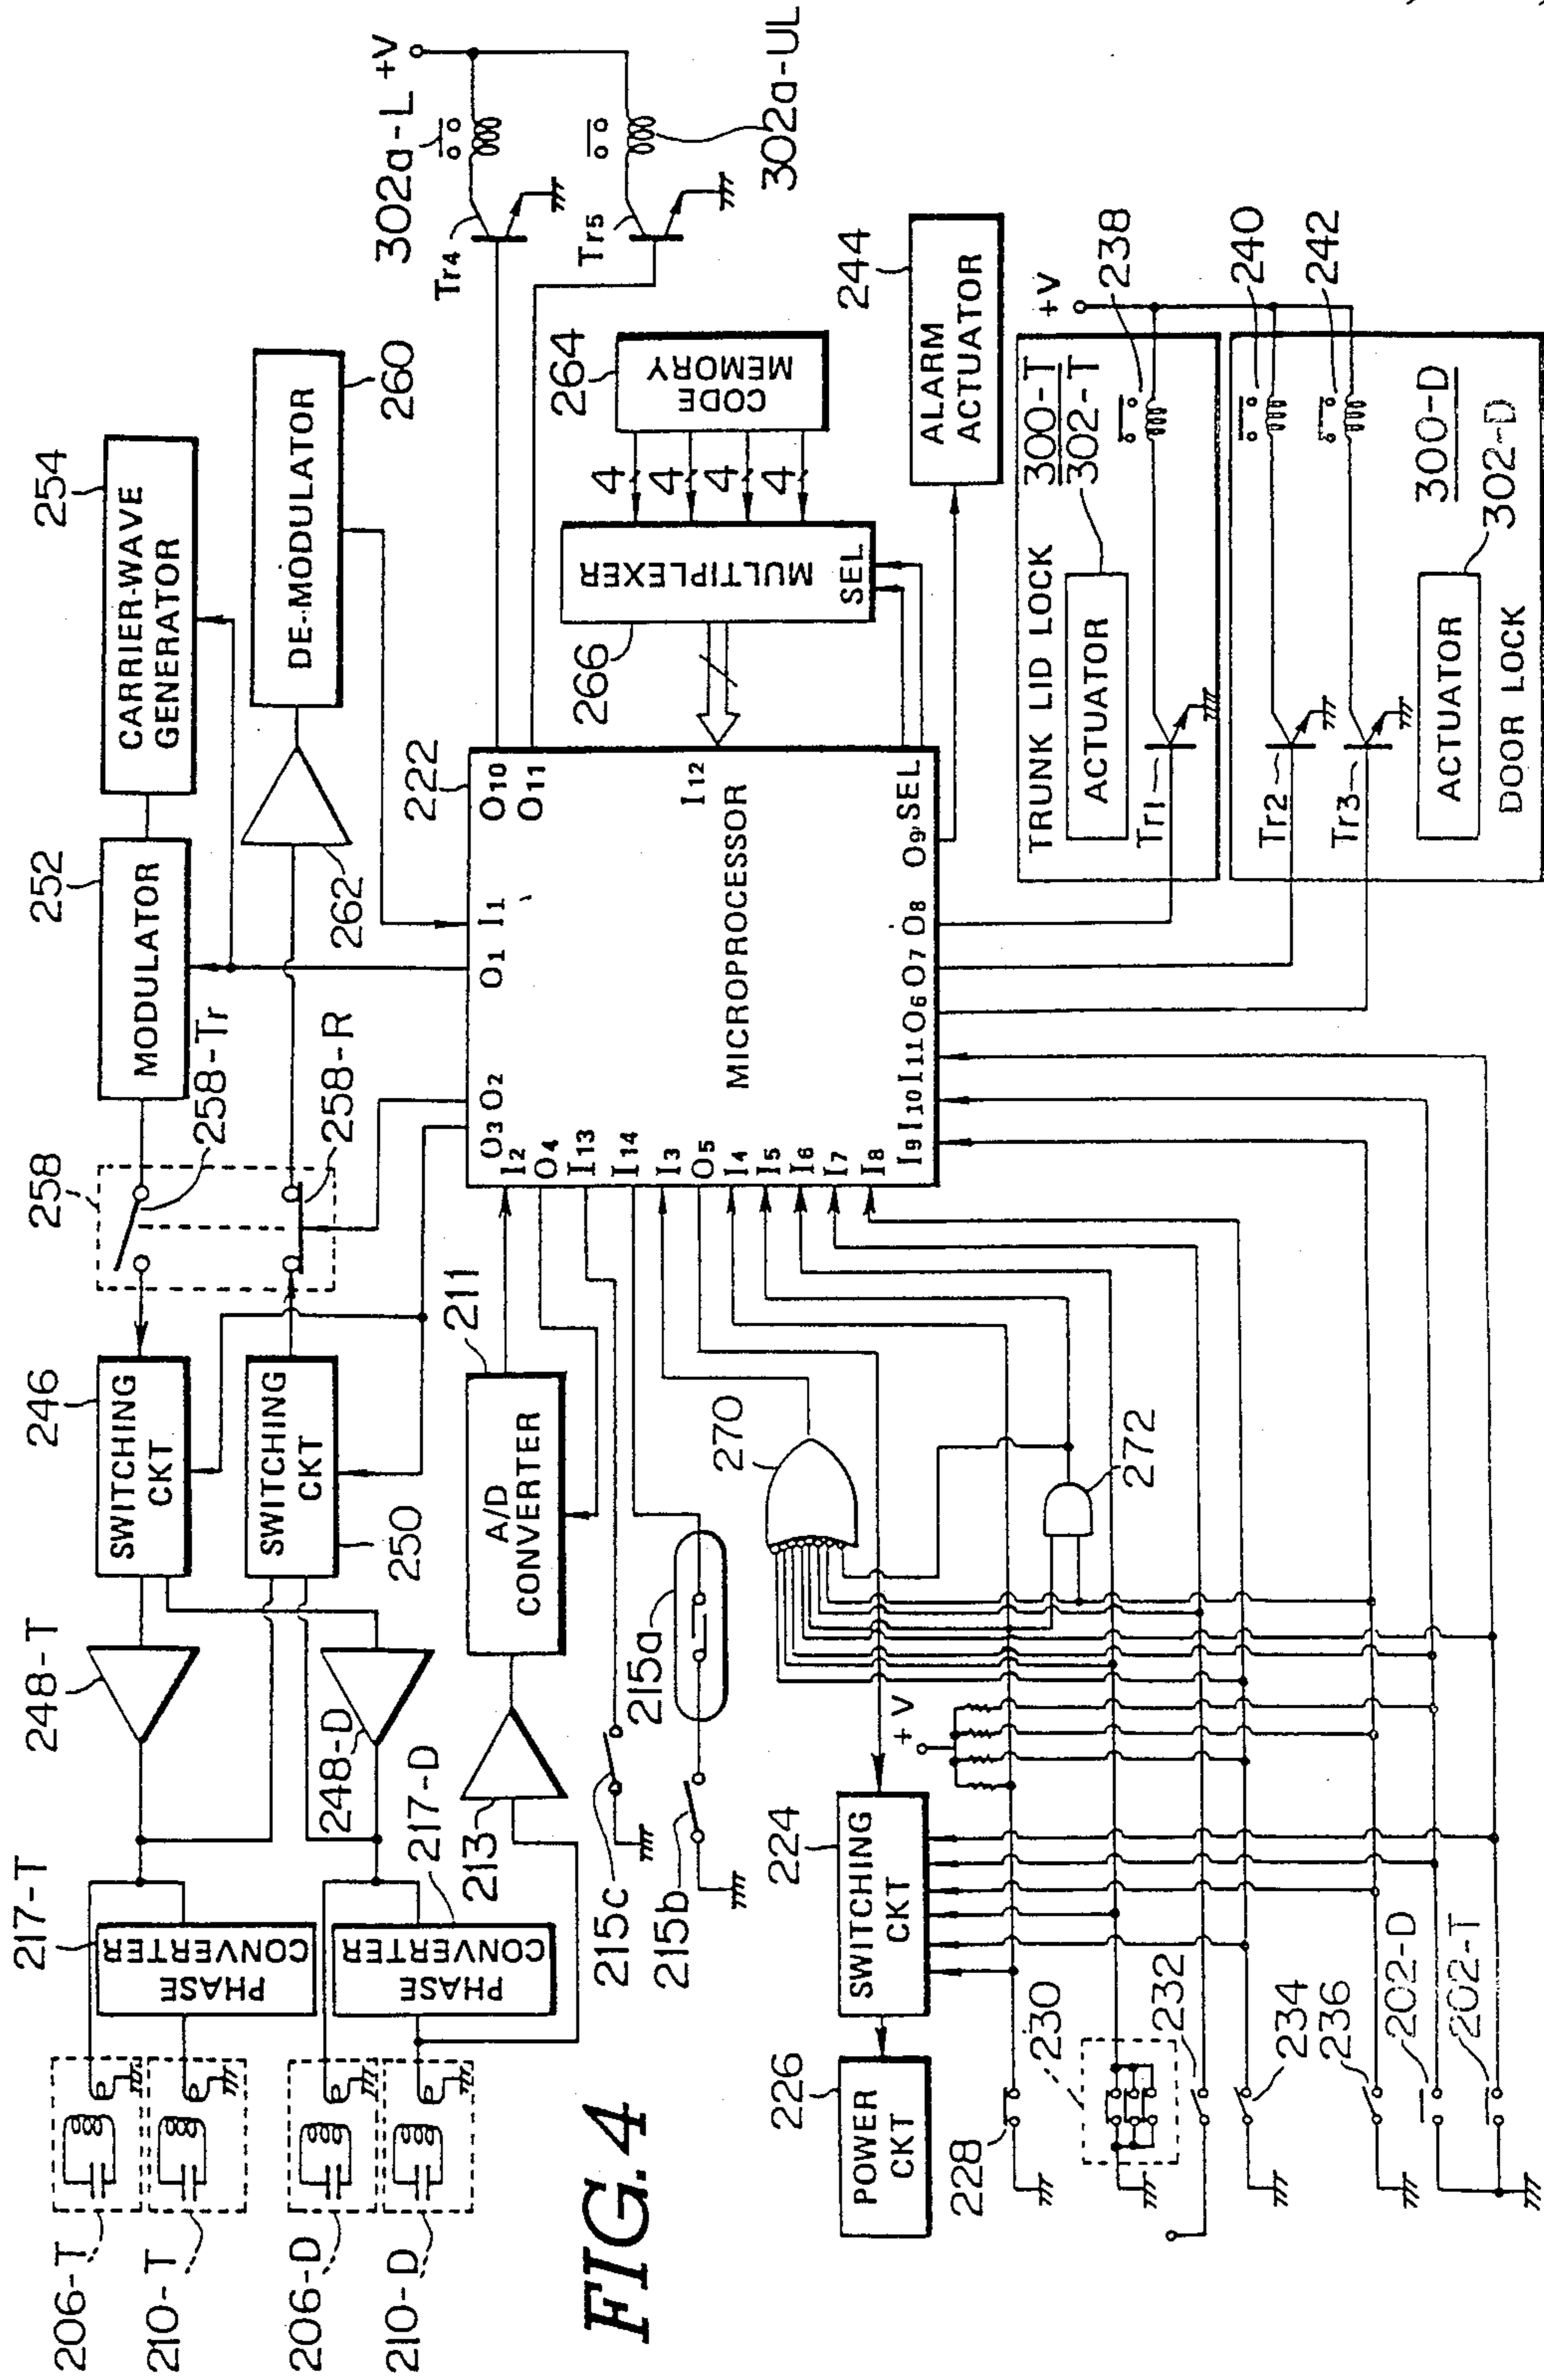 FIG. 4
206-T
210-T
206-D
210-D
217-T
PHASE CONVERTER
PHASE CONVERTER
217-D
248-T
248-D
246
SWITCHING CKT
SWITCHING CKT
250
258
258-Tr
258-R
252
MODULATOR
254
CARRIER-WAVE GENERATOR
DE-MODULATOR
260
262
213
A/D CONVERTER
211
215c
215b
215a
222
MICROPROCESSOR
O3
O2
O1
I1
O10
O11
I12
SEL
I2
O4
I13
I14
I3
O5
I4
I5
I6
I7
I8
I9
I10
I11
O6
O7
O8
O9
Tr4
Tr5
302a-L
+V
302a-UL
264
CODE MEMORY
4
4
4
4
266
MULTIPLEXER
SEL
244
ALARM ACTUATOR
TRUNK LID LOCK
300-T
302-T
ACTUATOR
Tr1
+V
238
240
242
Tr2
Tr3
300-D
302-D
ACTUATOR
DOOR LOCK
270
272
+V
224
SWITCHING CKT
226
POWER CKT
228
230
232
234
236
202-D
202-T